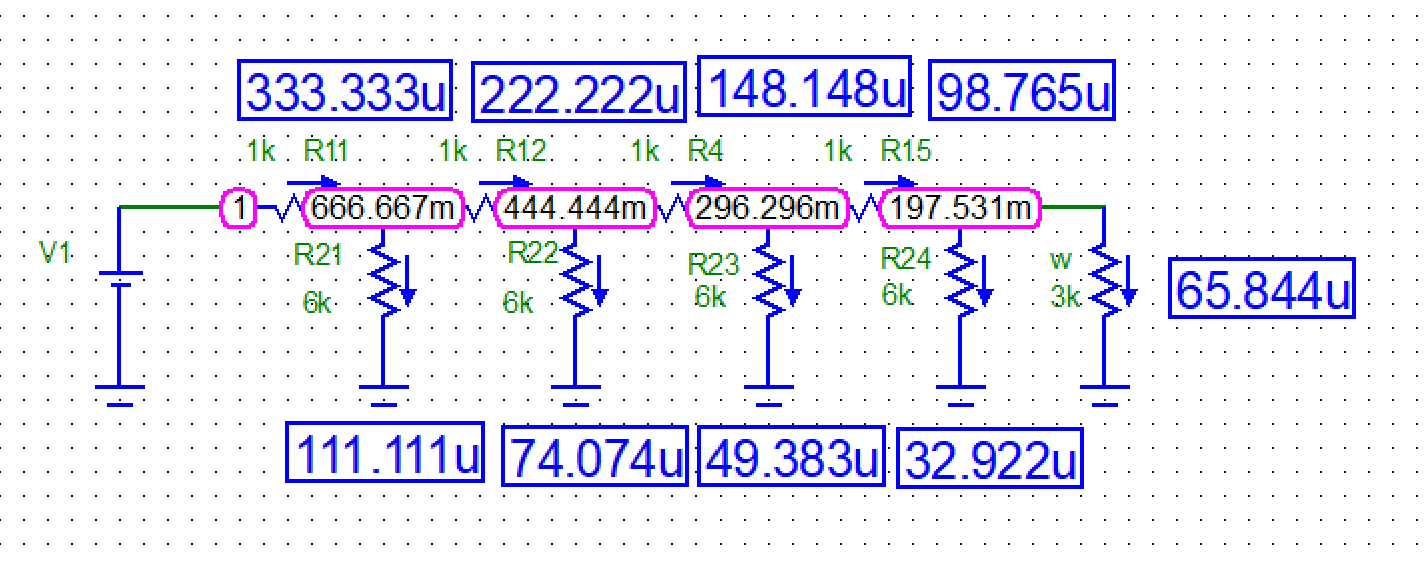 333.333u 222.222u 148.148u 98.765u
1k R11 1k R12 1k R4 1k R15
1 666.667m 444.444m 296.296m 197.531m
V1 R21 R22 R23 R24 w
6k 6k 6k 6k 3k 65.844u
111.111u 74.074u 49.383u 32.922u